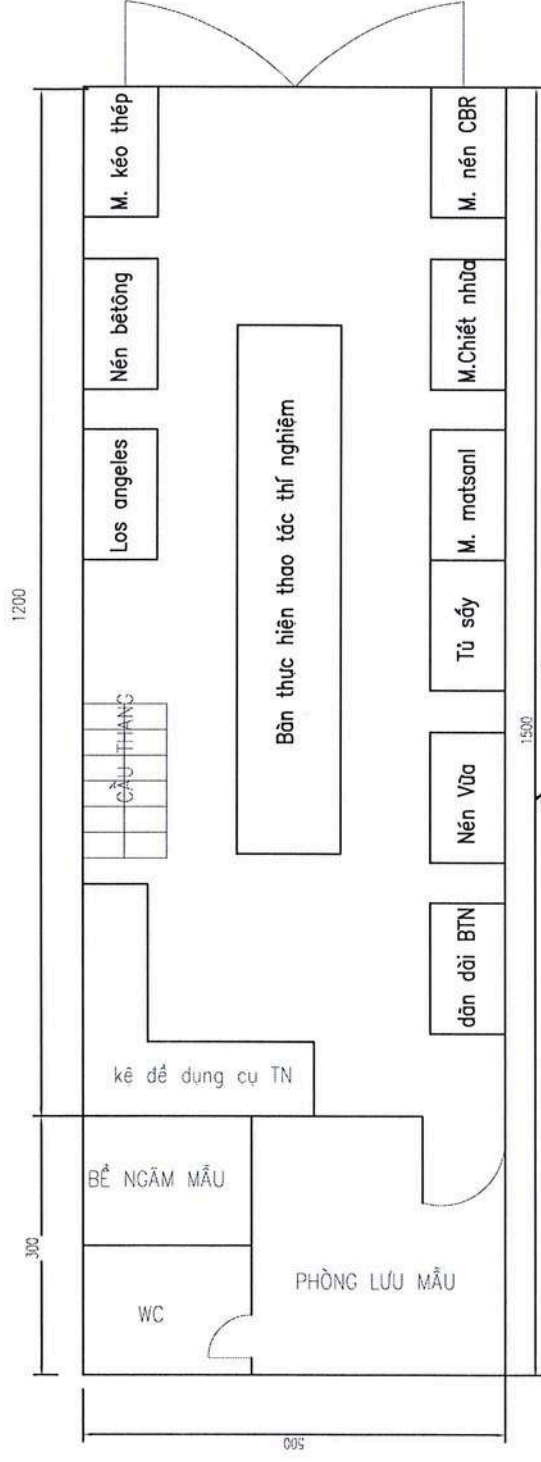 1200
M. kéo thép
Nén bêtông
Los angeles
CẦU THANG
kê để dụng cụ TN
Bàn thực hiện thao tác thí nghiệm
M. nén CBR
M.Chiết nhựa
M. matsanl
Tủ sấy
Nén Vữa
dãn dài BTN
300
BỂ NGÂM MẪU
WC
PHÒNG LƯU MẪU
500
1500